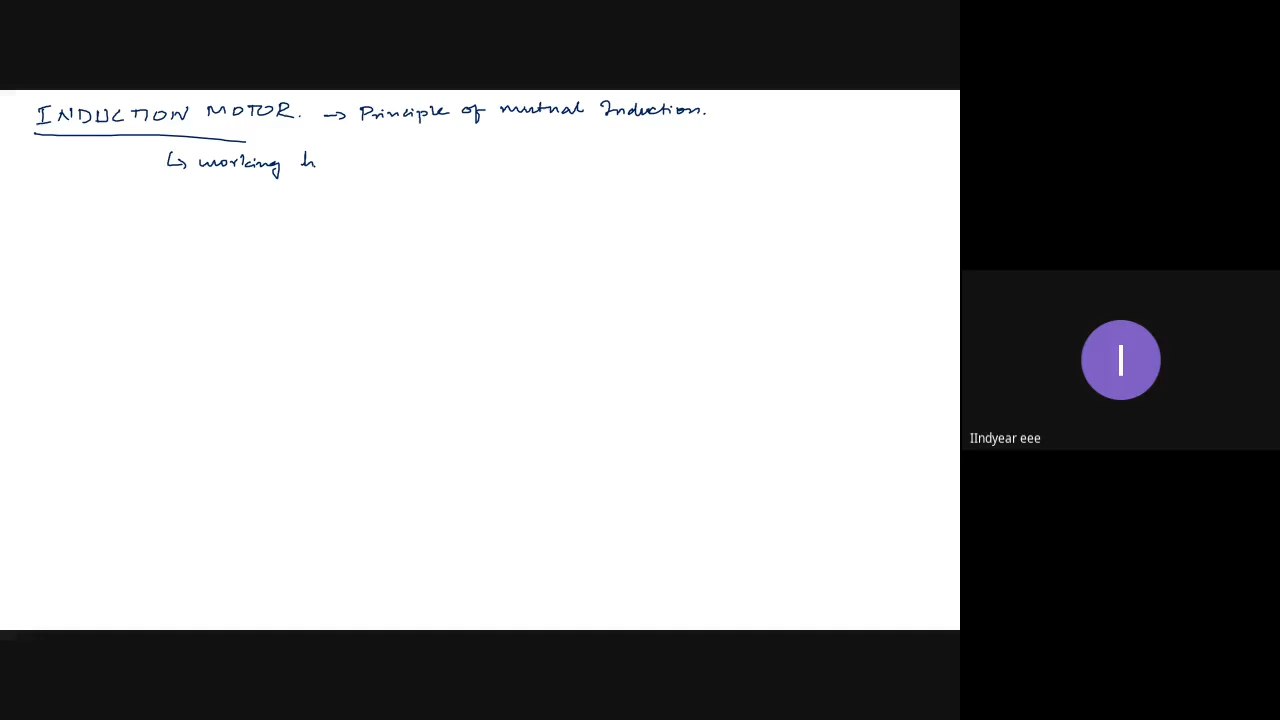 INDUCTION MOTOR. → Principle of mutual Induction.
↳ working
I
IIndyear eee